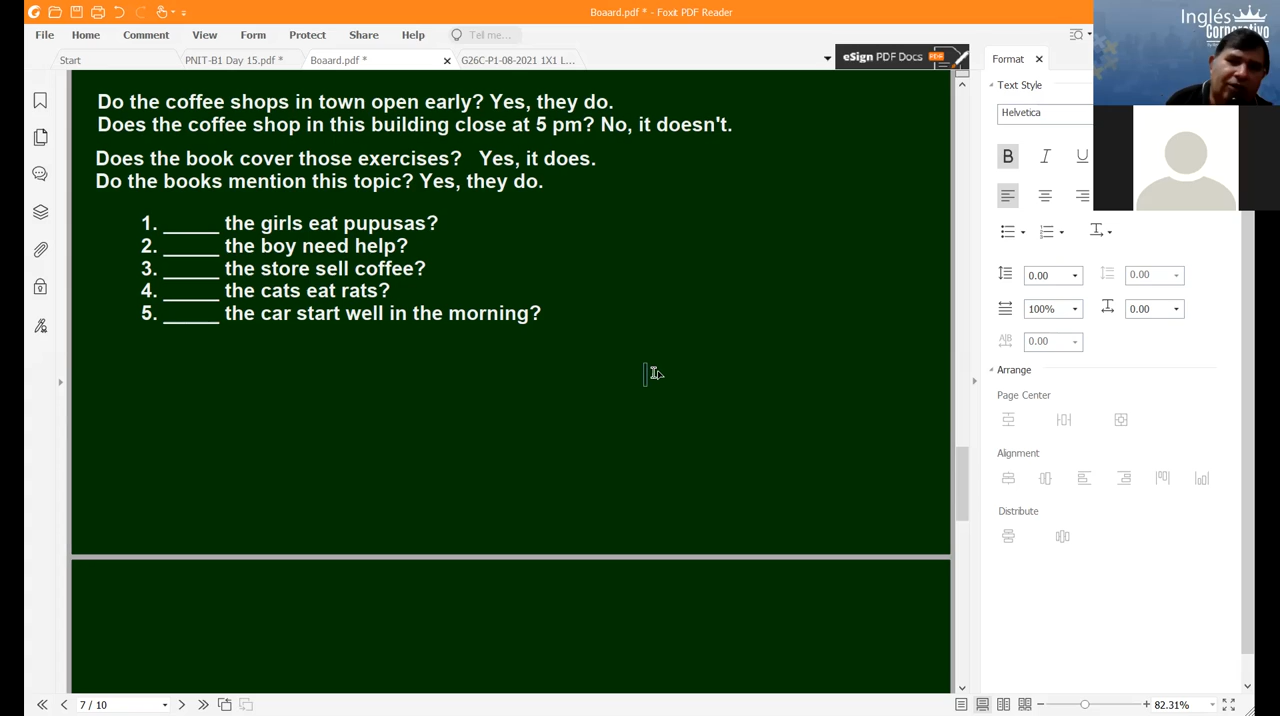 Boaard.pdf * - Foxit PDF Reader
File Home Comment View Form Protect Share Help Tell me...
Start PNIT-B1 Day 15.pdf * Boaard.pdf * G26C-P1-08-2021 1X1 L... eSign PDF Docs
Do the coffee shops in town open early? Yes, they do.
Does the coffee shop in this building close at 5 pm? No, it doesn't.
Does the book cover those exercises? Yes, it does.
Do the books mention this topic? Yes, they do.
1. _____ the girls eat pupusas?
2. _____ the boy need help?
3. _____ the store sell coffee?
4. _____ the cats eat rats?
5. _____ the car start well in the morning?
Format
Text Style
Helvetica
B I U
0.00 0.00
100% 0.00
0.00
Arrange
Page Center
Alignment
Distribute
Inglés
Corporativo
7 / 10
82.31%